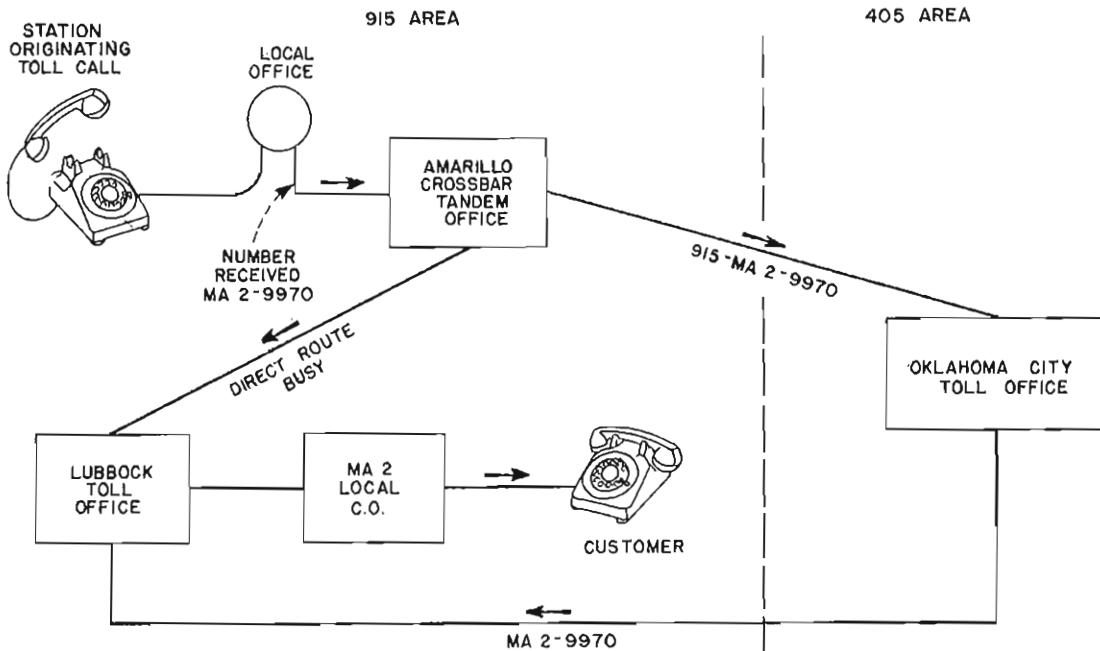 915 AREA
405 AREA
STATION
ORIGINATING
TOLL CALL
LOCAL
OFFICE
AMARILLO
CROSSBAR
TANDEM
OFFICE
NUMBER
RECEIVED
MA 2-9970
915-MA 2-9970
DIRECT ROUTE
BUSY
OKLAHOMA CITY
TOLL OFFICE
LUBBOCK
TOLL
OFFICE
MA 2
LOCAL
C.O.
CUSTOMER
MA 2-9970